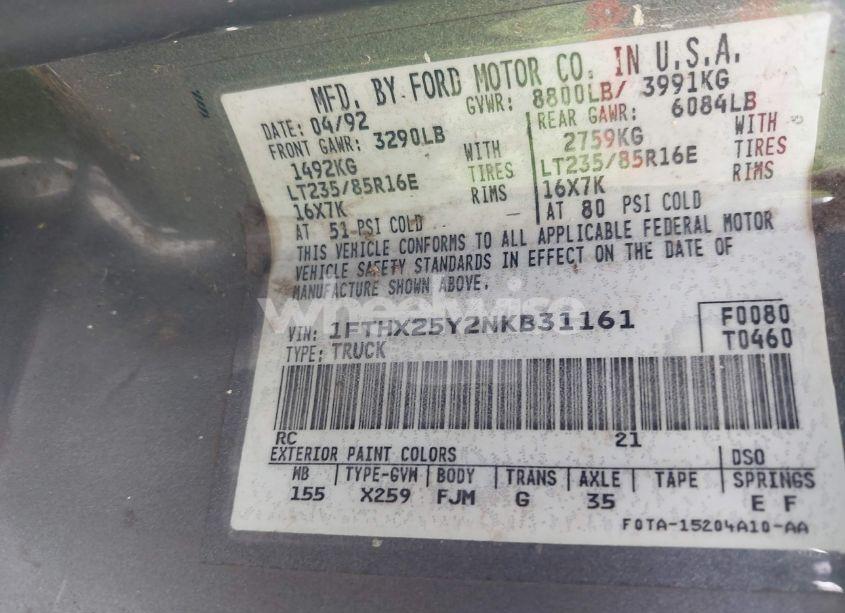 MFD. BY FORD MOTOR CO. IN U.S.A.
DATE: 04/92 GVWR: 8800LB/ 3991KG
FRONT GAWR: 3290LB REAR GAWR: 6084LB
1492KG WITH 2759KG WITH
LT235/85R16E TIRES LT235/85R16E TIRES
16X7K RIMS 16X7K RIMS
AT 51 PSI COLD AT 80 PSI COLD
THIS VEHICLE CONFORMS TO ALL APPLICABLE FEDERAL MOTOR
VEHICLE SAFETY STANDARDS IN EFFECT ON THE DATE OF
MANUFACTURE SHOWN ABOVE.
wheelwise
VIN: 1FTHX25Y2NKB31161 F0080
TYPE: TRUCK T0460
RC 21
EXTERIOR PAINT COLORS DSO
WB TYPE-GVW BODY TRANS AXLE TAPE SPRINGS
155 X259 FJM G 35 E F
F0TA-15204A10-AA